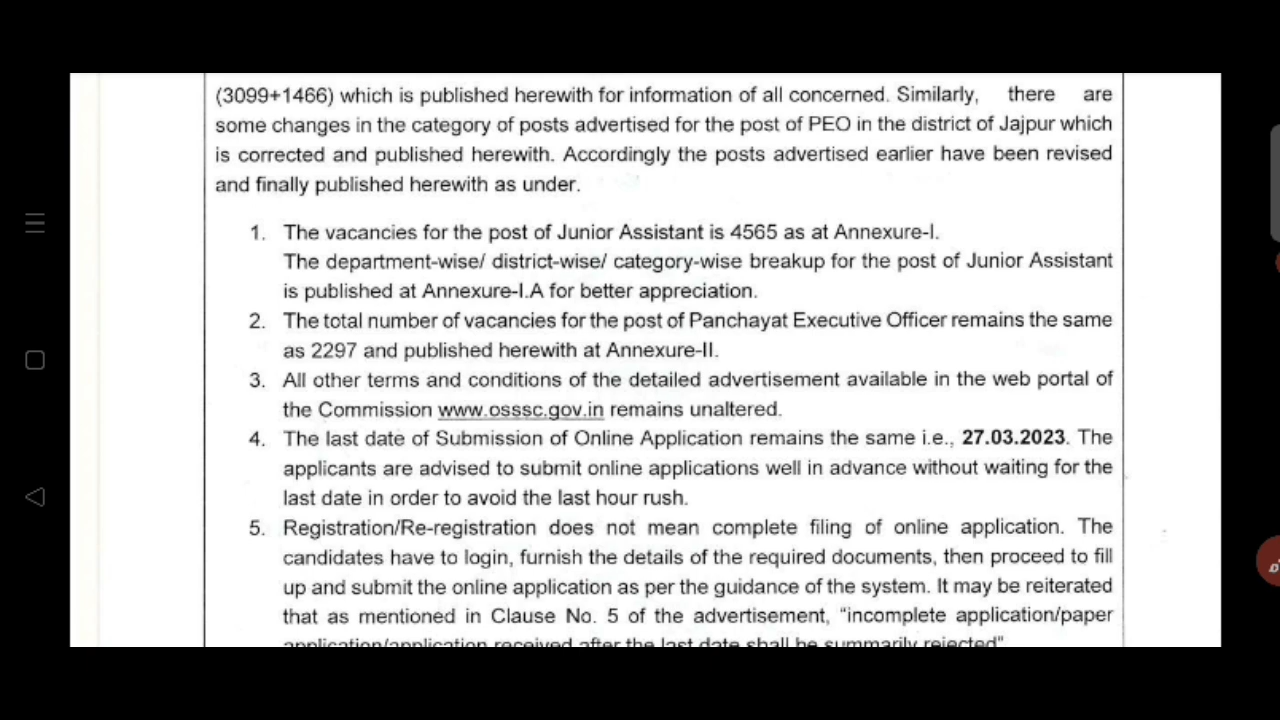 (3099+1466) which is published herewith for information of all concerned. Similarly, there are
some changes in the category of posts advertised for the post of PEO in the district of Jajpur which
is corrected and published herewith. Accordingly the posts advertised earlier have been revised
and finally published herewith as under.
1. The vacancies for the post of Junior Assistant is 4565 as at Annexure-I.
The department-wise/ district-wise/ category-wise breakup for the post of Junior Assistant
is published at Annexure-I.A for better appreciation.
2. The total number of vacancies for the post of Panchayat Executive Officer remains the same
as 2297 and published herewith at Annexure-II.
3. All other terms and conditions of the detailed advertisement available in the web portal of
the Commission www.osssc.gov.in remains unaltered.
4. The last date of Submission of Online Application remains the same i.e., 27.03.2023. The
applicants are advised to submit online applications well in advance without waiting for the
last date in order to avoid the last hour rush.
5. Registration/Re-registration does not mean complete filing of online application. The
candidates have to login, furnish the details of the required documents, then proceed to fill
up and submit the online application as per the guidance of the system. It may be reiterated
that as mentioned in Clause No. 5 of the advertisement, “incomplete application/paper
application/application received after the last date shall be summarily rejected”